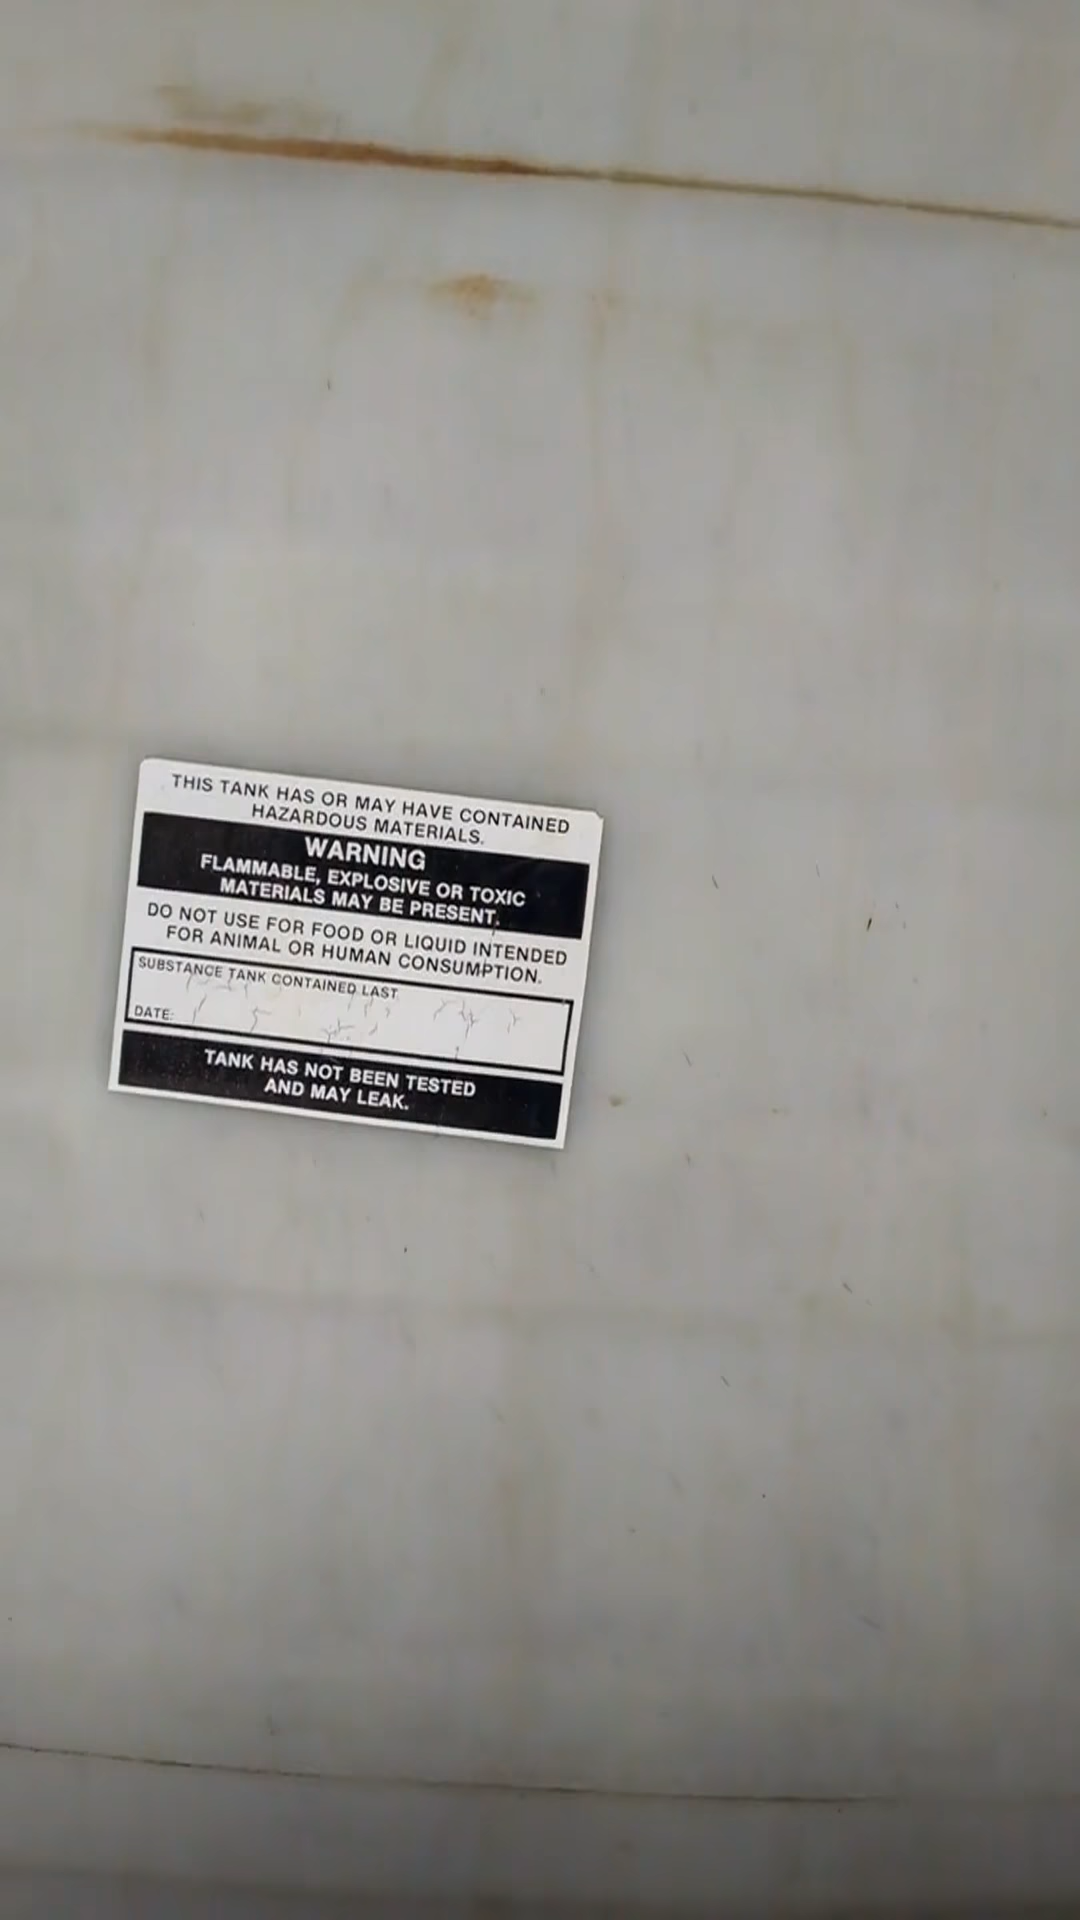 THIS TANK HAS OR MAY HAVE CONTAINED
HAZARDOUS MATERIALS.
WARNING
FLAMMABLE, EXPLOSIVE OR TOXIC
MATERIALS MAY BE PRESENT.
DO NOT USE FOR FOOD OR LIQUID INTENDED
FOR ANIMAL OR HUMAN CONSUMPTION.
SUBSTANCE TANK CONTAINED LAST
DATE:
TANK HAS NOT BEEN TESTED
AND MAY LEAK.